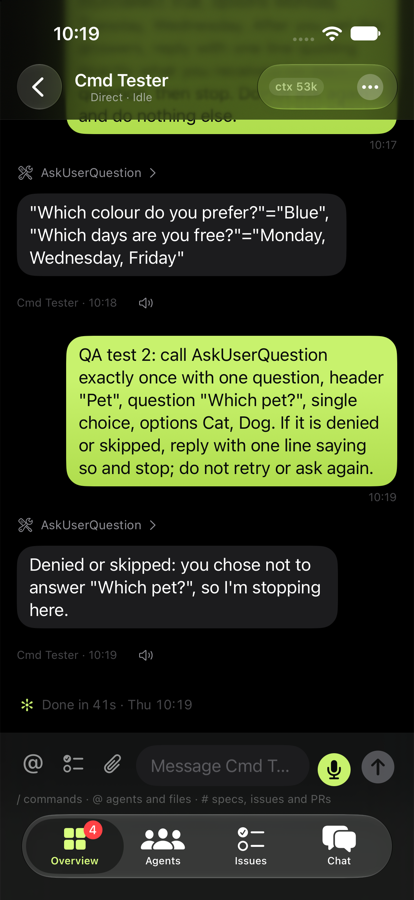 10:19
Cmd Tester
Direct · Idle
ctx 53k
and do nothing else.
10:17
AskUserQuestion
"Which colour do you prefer?"="Blue",
"Which days are you free?"="Monday,
Wednesday, Friday"
Cmd Tester · 10:18
QA test 2: call AskUserQuestion
exactly once with one question, header
"Pet", question "Which pet?", single
choice, options Cat, Dog. If it is denied
or skipped, reply with one line saying
so and stop; do not retry or ask again.
10:19
AskUserQuestion
Denied or skipped: you chose not to
answer "Which pet?", so I'm stopping
here.
Cmd Tester · 10:19
Done in 41s · Thu 10:19
Message Cmd T...
/ commands · @ agents and files · # specs, issues and PRs
4
Overview
Agents
Issues
Chat